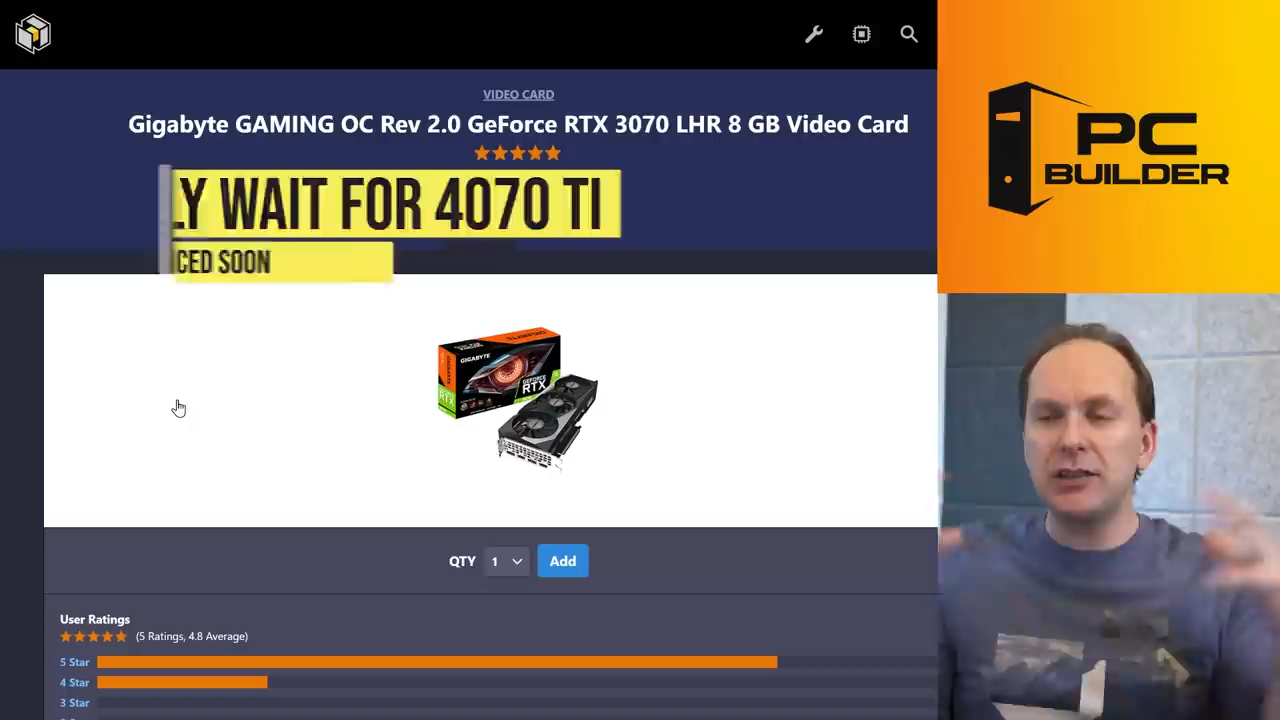 VIDEO CARD
Gigabyte GAMING OC Rev 2.0 GeForce RTX 3070 LHR 8 GB Video Card
WAIT FOR 4070 TI
SOON
GIGABYTE
GEFORCE
RTX
RTX
QTY 1 Add
User Ratings
(5 Ratings, 4.8 Average)
5 Star
4 Star
3 Star
PC
BUILDER